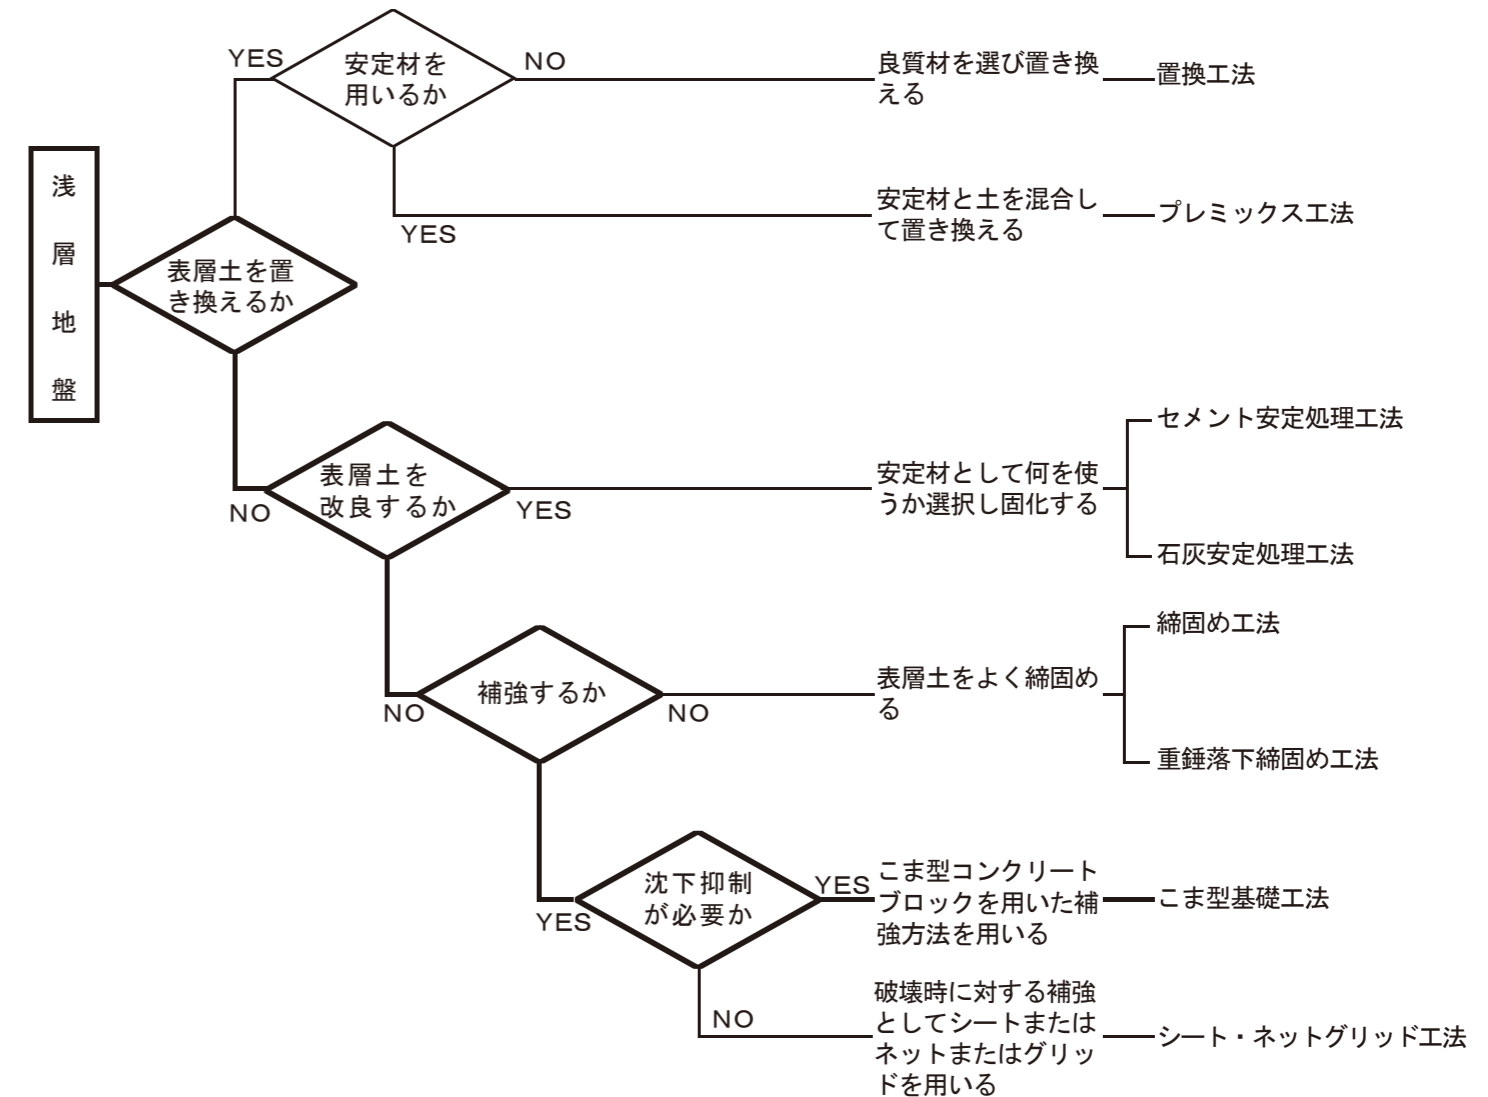 浅層地盤
表層土を置
き換えるか
YES
安定材を
用いるか
NO
良質材を選び置き換
える
置換工法
YES
安定材と土を混合し
て置き換える
プレミックス工法
NO
表層土を
改良するか
YES
安定材として何を使
うか選択し固化する
セメント安定処理工法
石灰安定処理工法
NO
補強するか
NO
表層土をよく締固め
る
締固め工法
重錘落下締固め工法
YES
沈下抑制
が必要か
YES
こま型コンクリート
ブロックを用いた補
強方法を用いる
こま型基礎工法
NO
破壊時に対する補強
としてシートまたは
ネットまたはグリッ
ドを用いる
シート・ネットグリッド工法